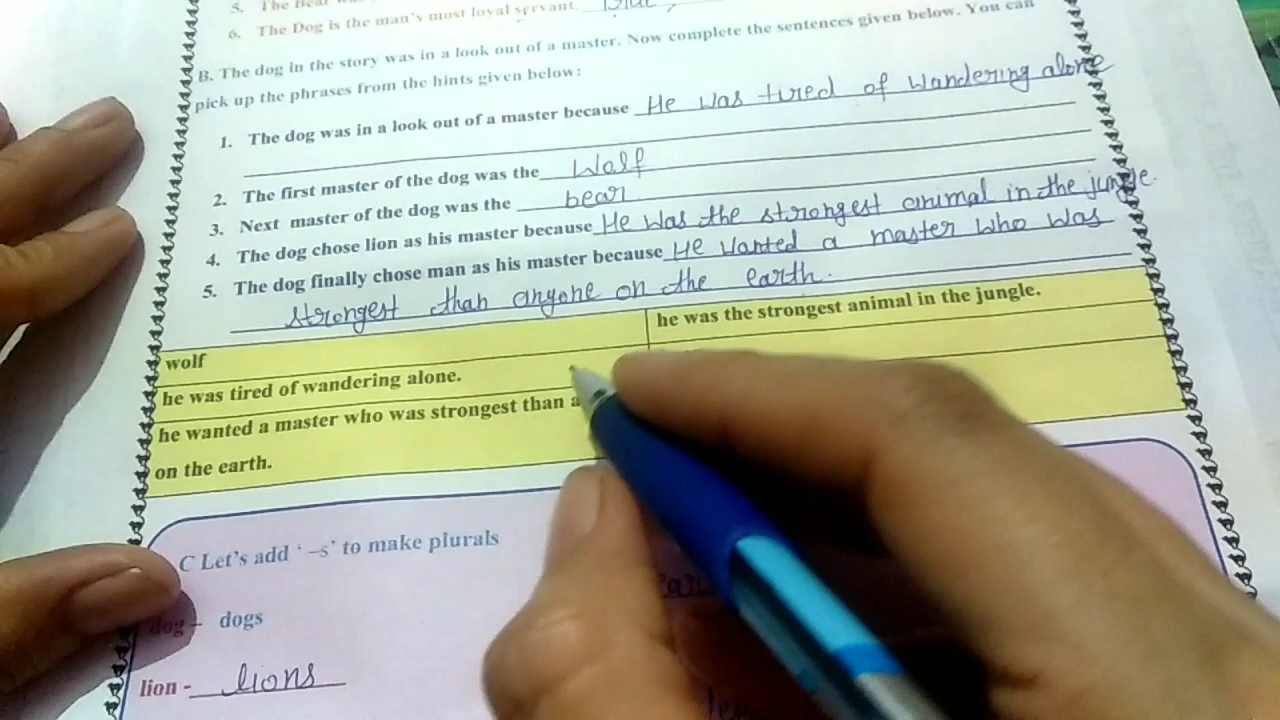 5. The Bear
6. The Dog is the man's most loyal servant.
B. The dog in the story was in a look out of a master. Now complete the sentences given below. You can
pick up the phrases from the hints given below:
1. The dog was in a look out of a master because He was tired of Wandering alone
2. The first master of the dog was the Wolf
3. Next master of the dog was the bear
4. The dog chose lion as his master because He Was the strongest animal in the jungle.
5. The dog finally chose man as his master because He Wanted a master Who Was
strongest than anyone on the earth.
wolf
he was the strongest animal in the jungle.
he was tired of wandering alone.
he wanted a master who was strongest than
on the earth.
C Let's add '-s' to make plurals
dog - dogs
lion - lions